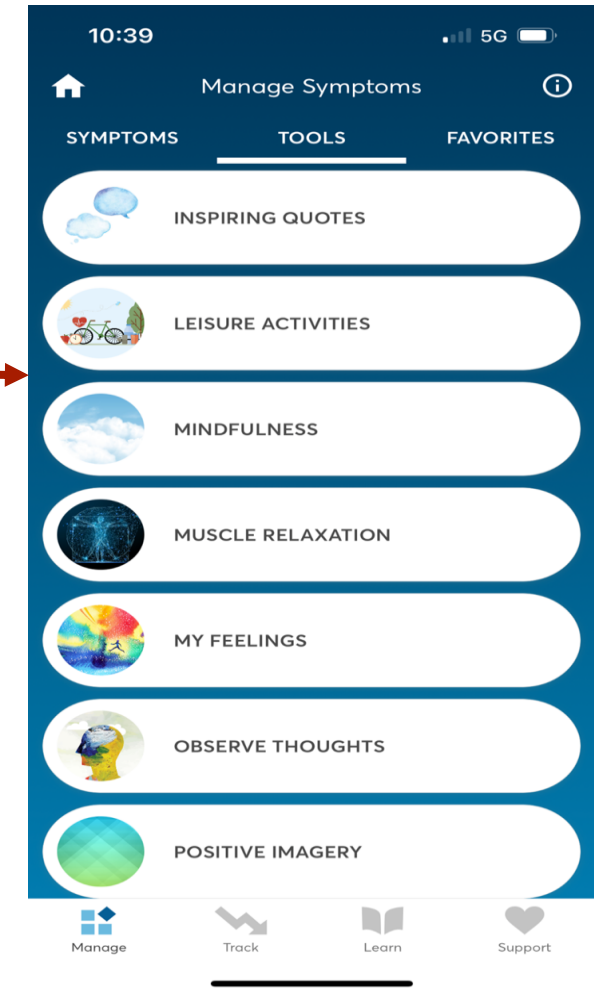 10:39
5G
Manage Symptoms
SYMPTOMS TOOLS FAVORITES
INSPIRING QUOTES
LEISURE ACTIVITIES
MINDFULNESS
MUSCLE RELAXATION
MY FEELINGS
OBSERVE THOUGHTS
POSITIVE IMAGERY
Manage Track Learn Support